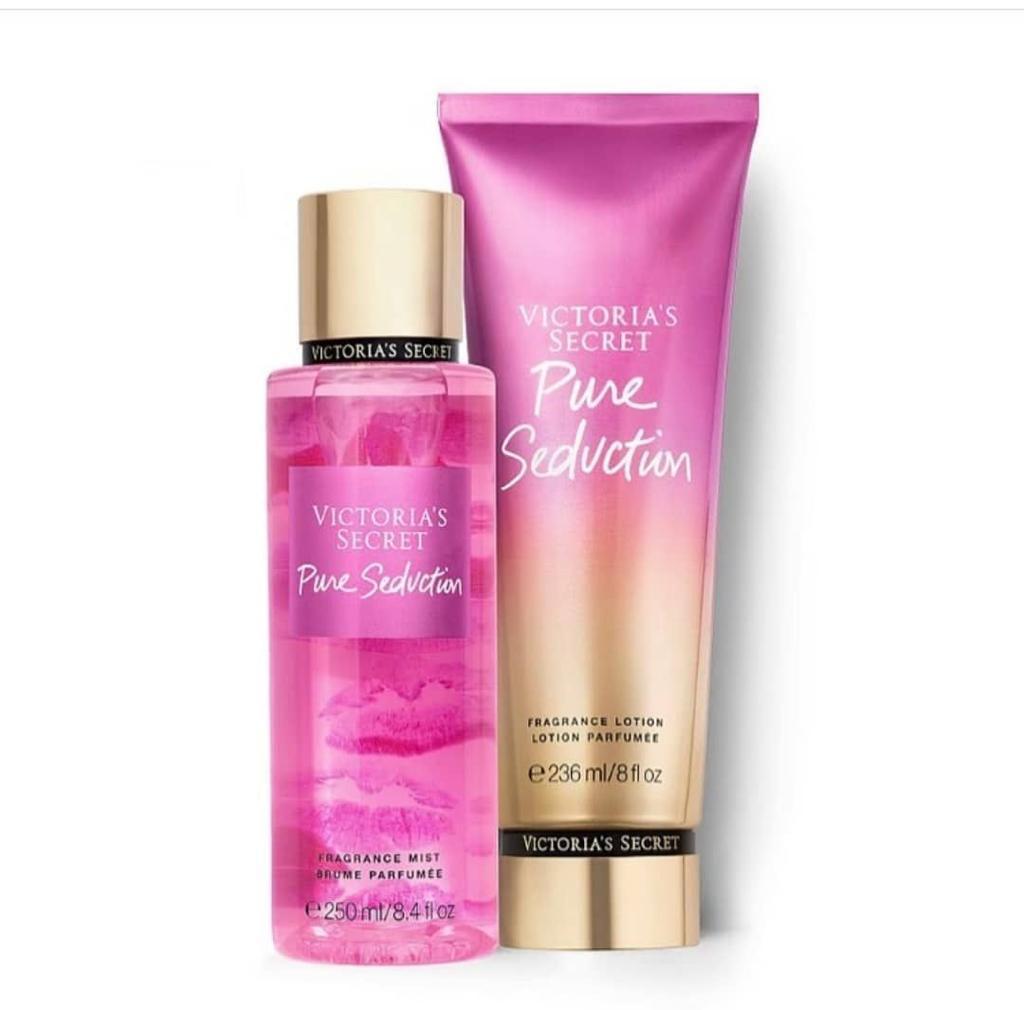 VICTORIA'S SECRET
VICTORIA'S
SECRET
Pure Seduction
FRAGRANCE MIST
BRUME PARFUMÉE
℮ 250 ml/8.4 fl oz
VICTORIA'S
SECRET
Pure
Seduction
FRAGRANCE LOTION
LOTION PARFUMÉE
℮ 236 ml/8 fl oz
VICTORIA'S SECRET